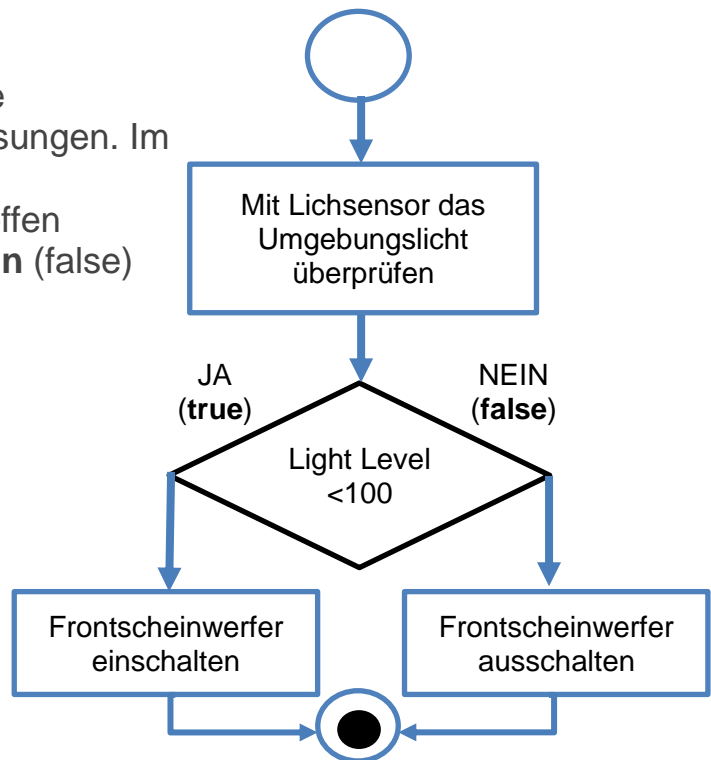 e
sungen. Im
ffen
n (false)
Mit Lichsensor das
Umgebungslicht
überprüfen
JA
(true)
NEIN
(false)
Light Level
<100
Frontscheinwerfer
einschalten
Frontscheinwerfer
ausschalten